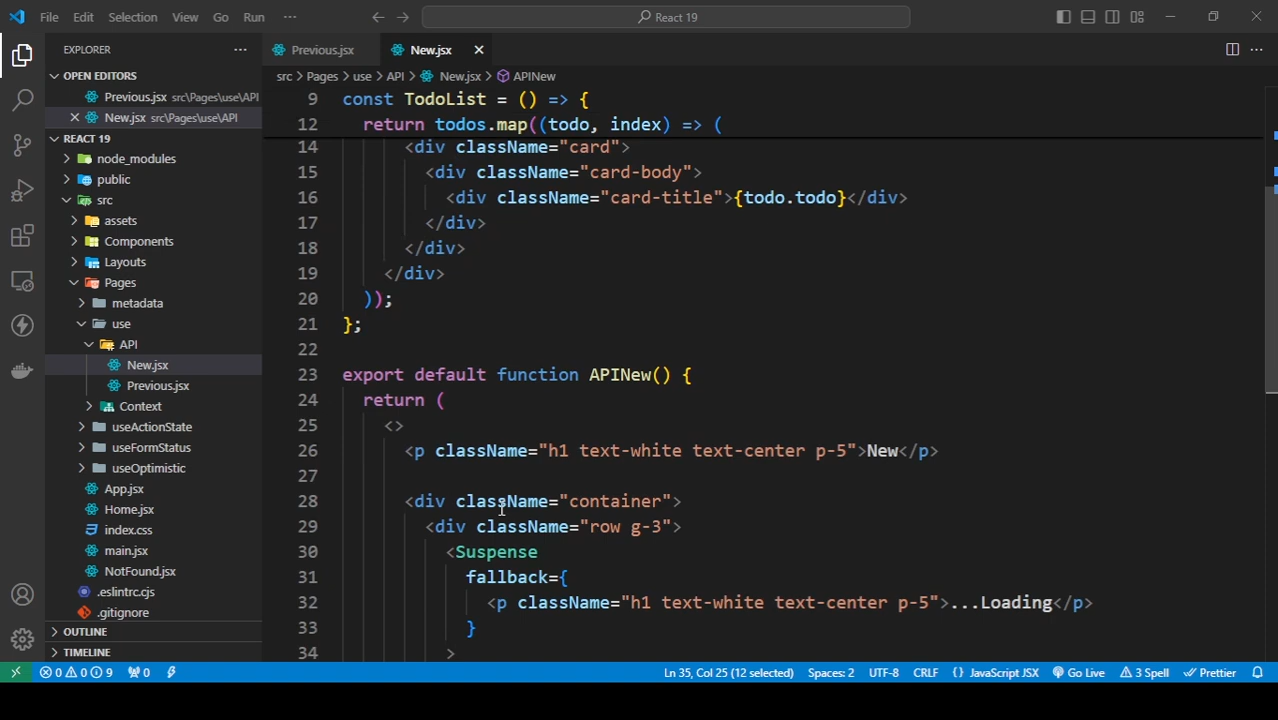 File Edit Selection View Go Run ··· React 19
EXPLORER ···
OPEN EDITORS
Previous.jsx src\Pages\use\API
New.jsx src\Pages\use\API
REACT 19
node_modules
public
src
assets
Components
Layouts
Pages
metadata
use
API
New.jsx
Previous.jsx
Context
useActionState
useFormStatus
useOptimistic
App.jsx
Home.jsx
index.css
main.jsx
NotFound.jsx
.eslintrc.cjs
.gitignore
OUTLINE
TIMELINE
Previous.jsx New.jsx
src > Pages > use > API > New.jsx > APINew
9 const TodoList = () => {
12 return todos.map((todo, index) => (
14 <div className="card">
15 <div className="card-body">
16 <div className="card-title">{todo.todo}</div>
17 </div>
18 </div>
19 </div>
20 ));
21 };
22
23 export default function APINew() {
24 return (
25 <>
26 <p className="h1 text-white text-center p-5">New</p>
27
28 <div className="container">
29 <div className="row g-3">
30 <Suspense
31 fallback={
32 <p className="h1 text-white text-center p-5">...Loading</p>
33 }
34 >
0 0 9 0 Ln 35, Col 25 (12 selected) Spaces: 2 UTF-8 CRLF {} JavaScript JSX Go Live 3 Spell Prettier